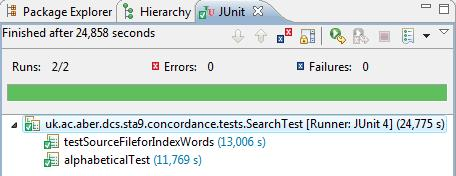 Package Explorer Hierarchy JUnit
Finished after 24,858 seconds
Runs: 2/2 Errors: 0 Failures: 0
uk.ac.aber.dcs.sta9.concordance.tests.SearchTest [Runner: JUnit 4] (24,775 s)
testSourceFileforIndexWords (13,006 s)
alphabeticalTest (11,769 s)